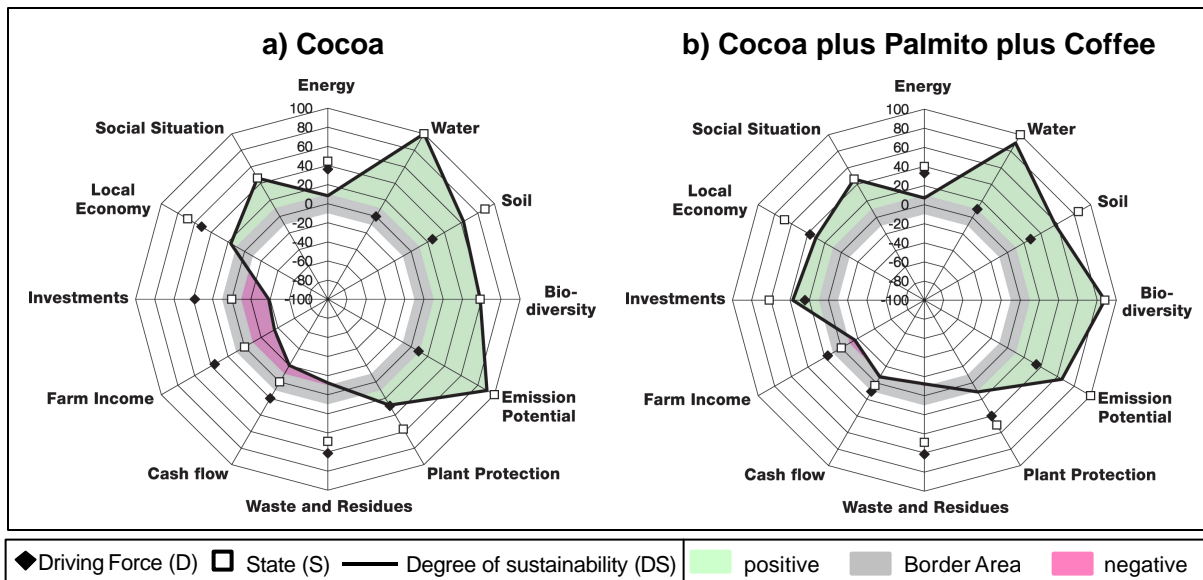 a) Cocoa
Energy
Water
Soil
Bio-
diversity
Emission
Potential
Plant Protection
Waste and Residues
Cash flow
Farm Income
Investments
Local
Economy
Social Situation
100
80
60
40
20
0
-20
-40
-60
-80
-100
b) Cocoa plus Palmito plus Coffee
Energy
Water
Soil
Bio-
diversity
Emission
Potential
Plant Protection
Waste and Residues
Cash flow
Farm Income
Investments
Local
Economy
Social Situation
100
80
60
40
20
0
-20
-40
-60
-80
-100
Driving Force (D) State (S) Degree of sustainability (DS) positive Border Area negative